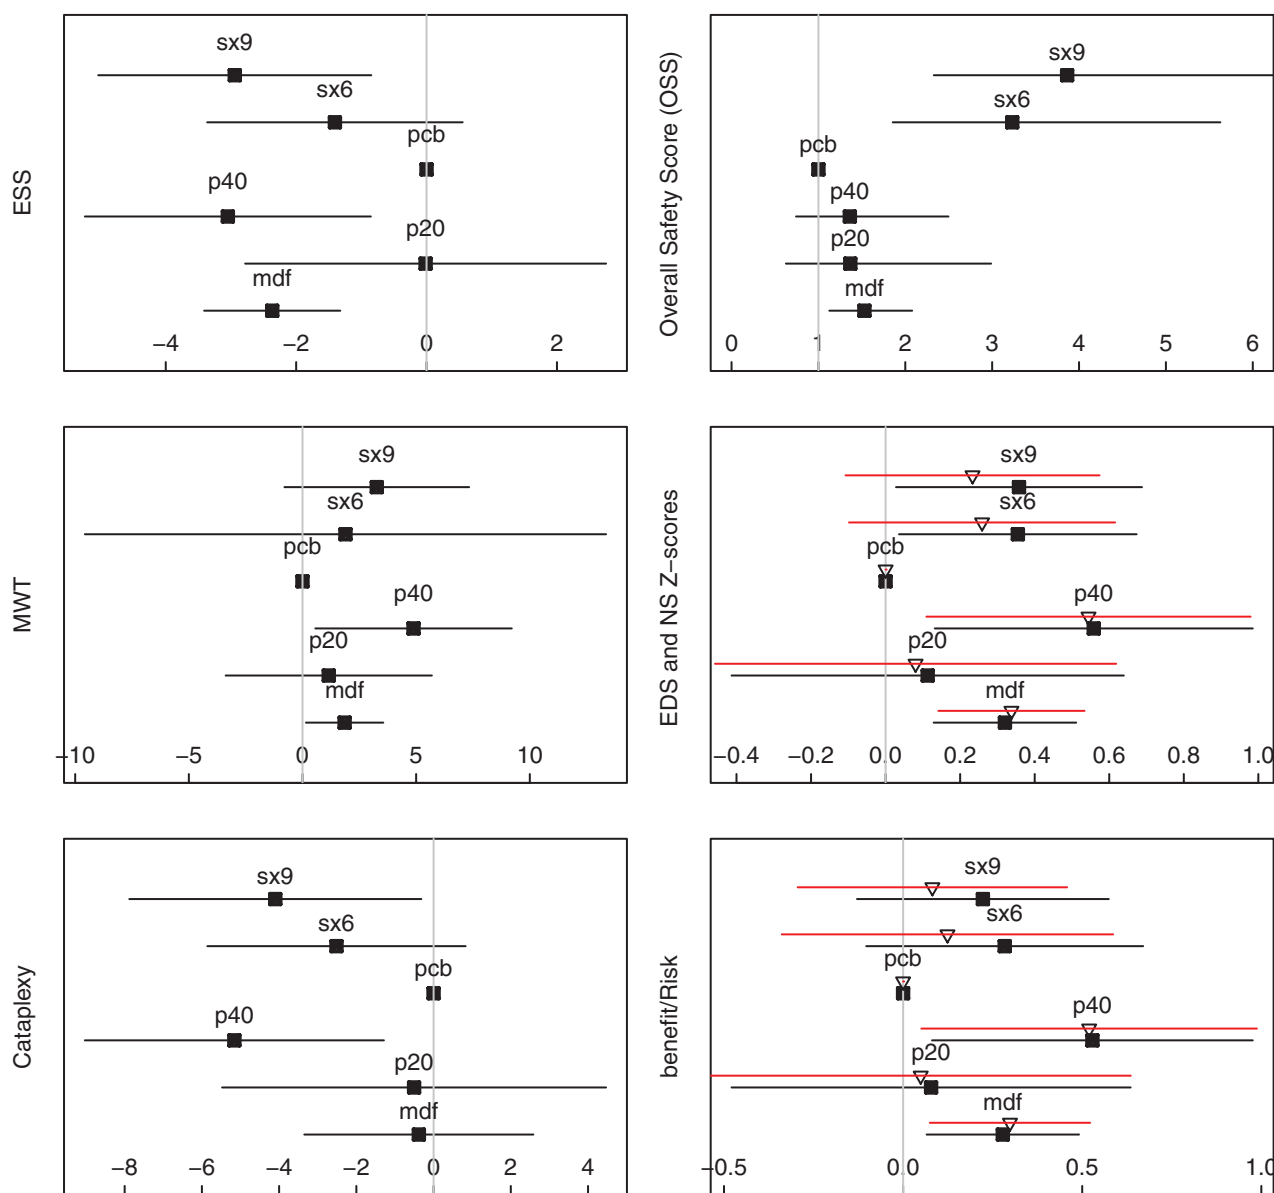 ESS
sx9
sx6
pcb
p40
p20
mdf
−4 −2 0 2
Overall Safety Score (OSS)
sx9
sx6
pcb
p40
p20
mdf
0 1 2 3 4 5 6
MWT
sx9
sx6
pcb
p40
p20
mdf
−10 −5 0 5 10
EDS and NS Z−scores
sx9
sx6
pcb
p40
p20
mdf
−0.4 −0.2 0.0 0.2 0.4 0.6 0.8 1.0
Cataplexy
sx9
sx6
pcb
p40
p20
mdf
−8 −6 −4 −2 0 2 4
benefit/Risk
sx9
sx6
pcb
p40
p20
mdf
−0.5 0.0 0.5 1.0